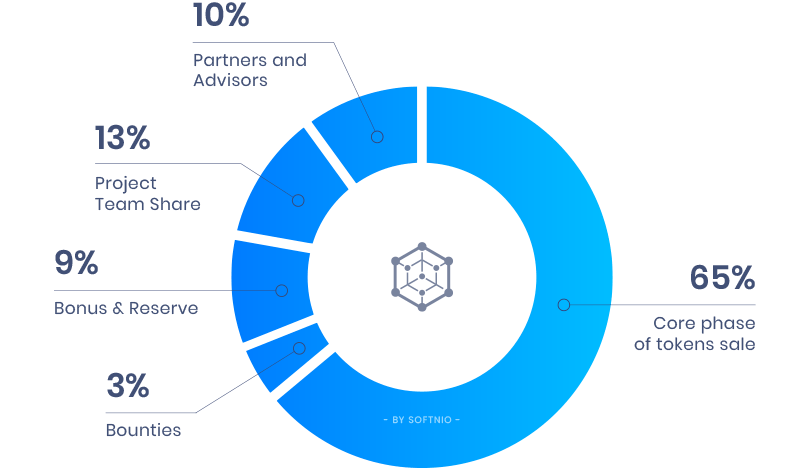 10%
Partners and
Advisors
13%
Project
Team Share
9%
Bonus & Reserve
3%
Bounties
65%
Core phase
of tokens sale
- BY SOFTNIO -